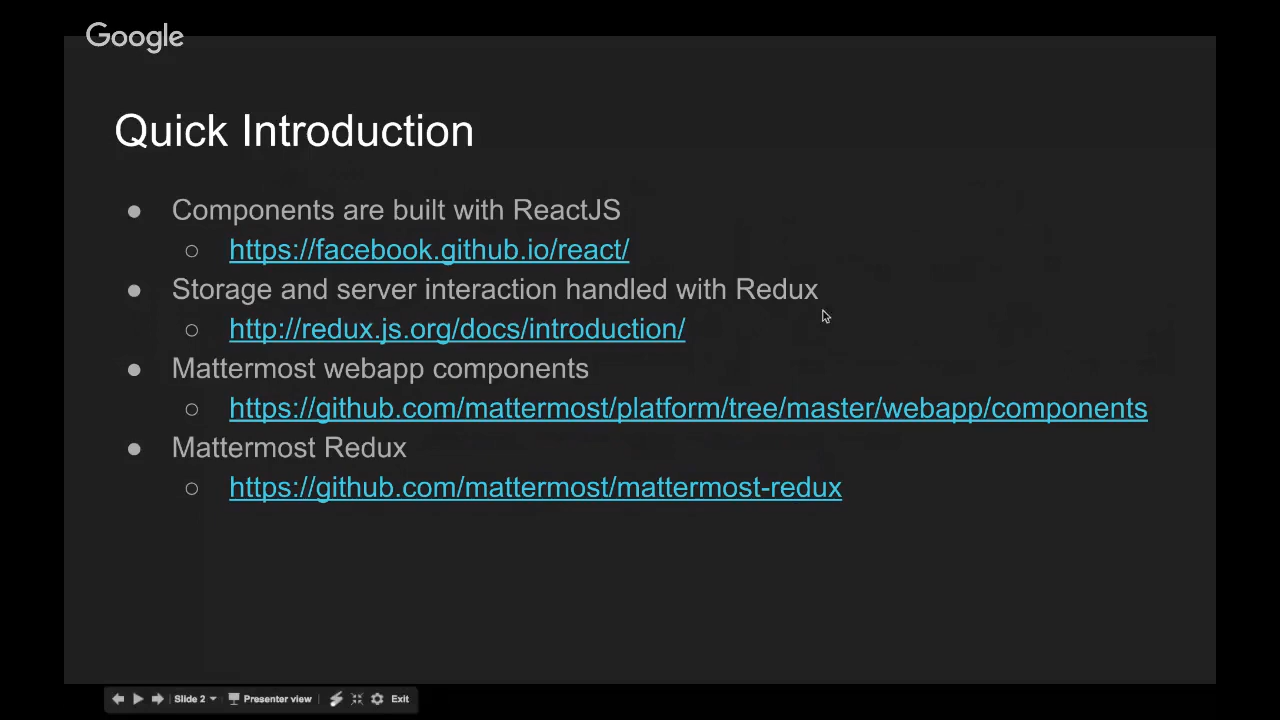 Google
Quick Introduction
● Components are built with ReactJS
○ https://facebook.github.io/react/
● Storage and server interaction handled with Redux
○ http://redux.js.org/docs/introduction/
● Mattermost webapp components
○ https://github.com/mattermost/platform/tree/master/webapp/components
● Mattermost Redux
○ https://github.com/mattermost/mattermost-redux
Slide 2 Presenter view Exit